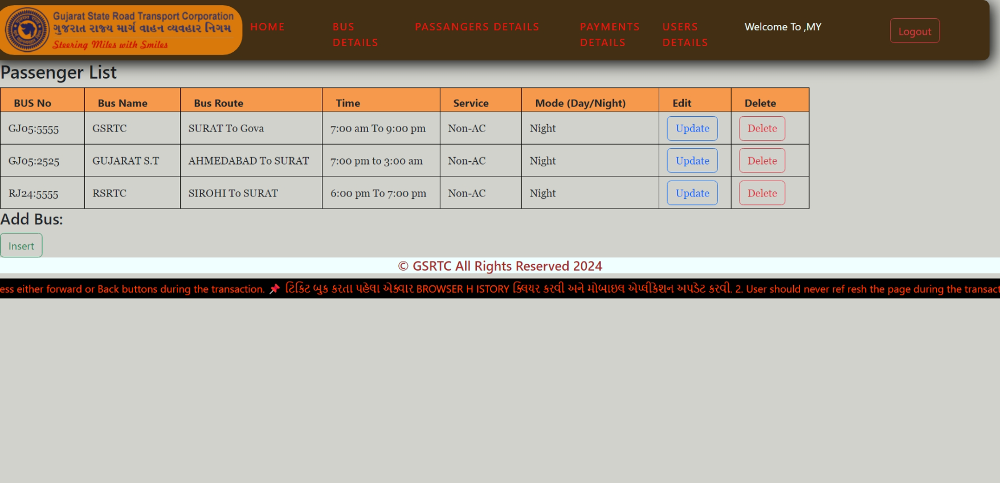 Gujarat State Road Transport Corporation
ગુજરાત રાજ્ય માર્ગ વાહન વ્યવહાર નિગમ
Steering Miles with Smiles
HOME
BUS
DETAILS
PASSANGERS DETAILS
PAYMENTS
DETAILS
USERS
DETAILS
Welcome To ,MY
Logout
Passenger List
BUS No Bus Name Bus Route Time Service Mode (Day/Night) Edit Delete
GJ05:5555 GSRTC SURAT To Gova 7:00 am To 9:00 pm Non-AC Night Update Delete
GJ05:2525 GUJARAT S.T AHMEDABAD To SURAT 7:00 pm to 3:00 am Non-AC Night Update Delete
RJ24:5555 RSRTC SIROHI To SURAT 6:00 pm To 7:00 pm Non-AC Night Update Delete
Add Bus:
Insert
© GSRTC All Rights Reserved 2024
ess either forward or Back buttons during the transaction. 📌 ટિકિટ બુક કરતા પહેલા એક્વાર BROWSER H ISTORY ક્લિયર કરવી અને મોબાઇલ એપ્લીકેશન અપડેટ કરવી. 2. User should never ref resh the page during the transact